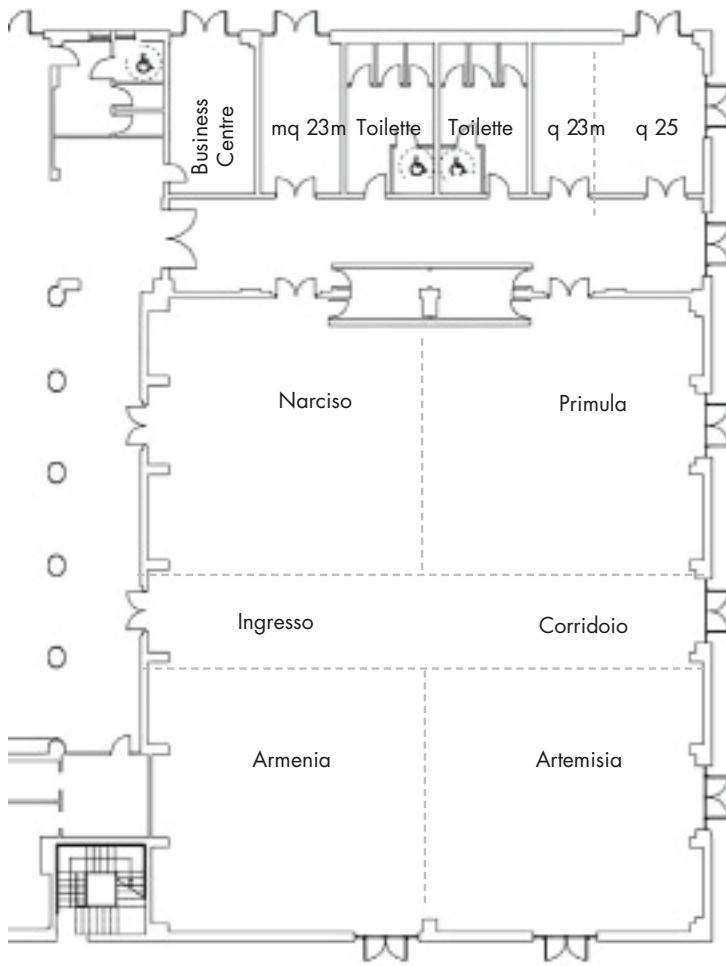 Business
Centre
mq 23m
Toilette
Toilette
q 23m
q 25
Narciso
Primula
Ingresso
Corridoio
Armenia
Artemisia